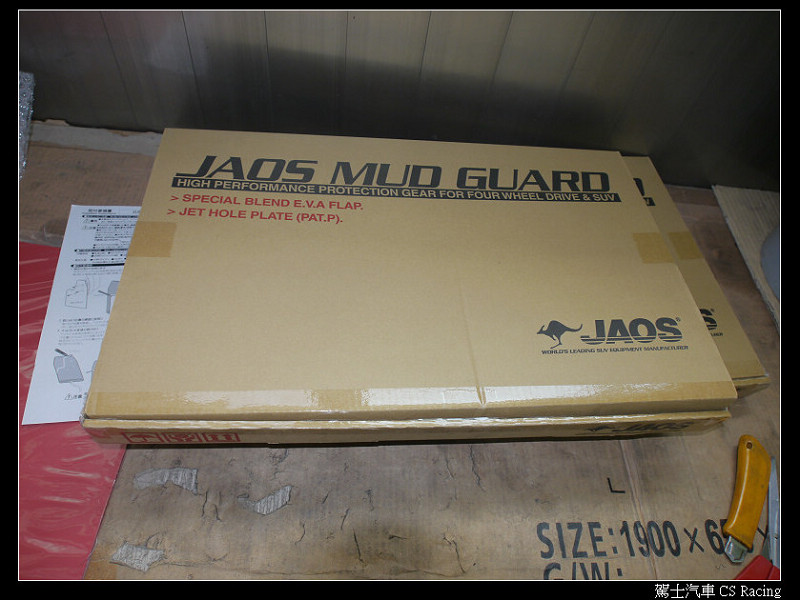 JAOS MUD GUARD
HIGH PERFORMANCE PROTECTION GEAR FOR FOUR WHEEL DRIVE & SUV
> SPECIAL BLEND E.V.A FLAP.
> JET HOLE PLATE (PAT.P).
JAOS®
WORLD'S LEADING SUV EQUIPMENT MANUFACTURER
JAOS
SIZE:1900×6
G/W:
駕士汽車 CS Racing